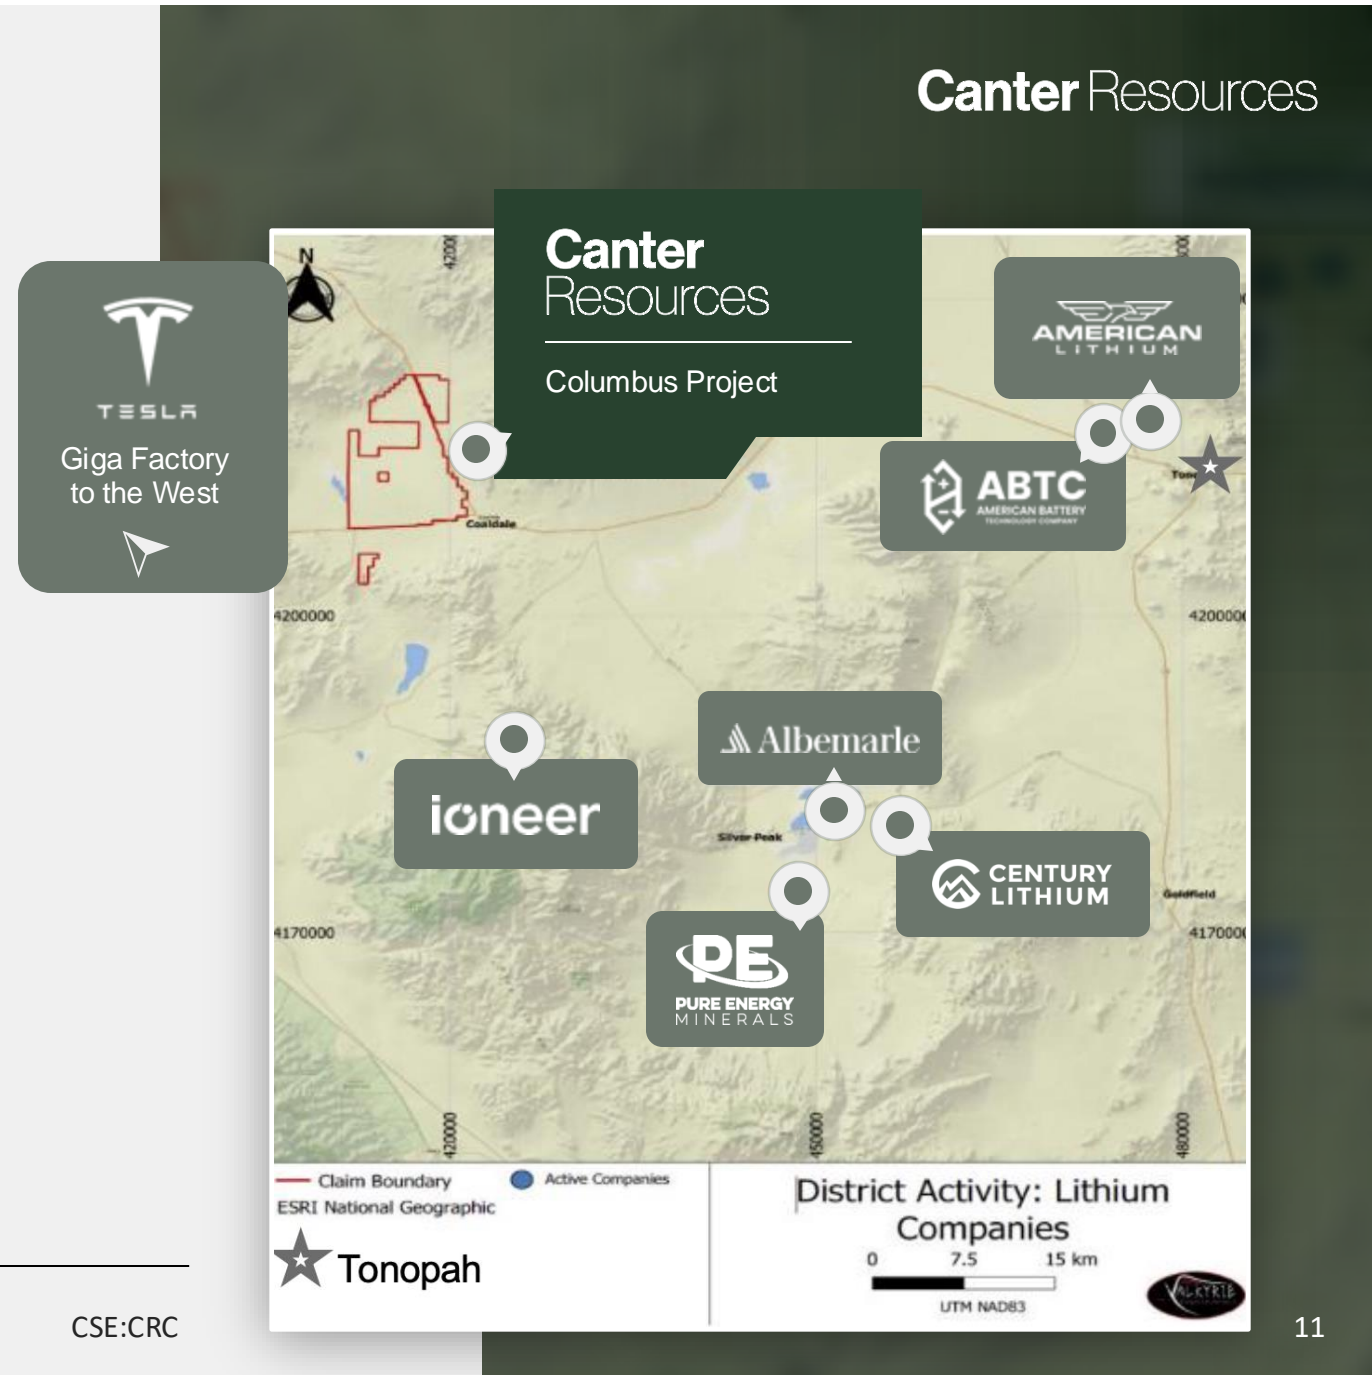 Canter Resources
N
Canter
Resources
Columbus Project
TESLA
Giga Factory
to the West
AMERICAN
LITHIUM
ABTC
AMERICAN BATTERY
TECHNOLOGY COMPANY
Coaldale
4200000
4200000
Albemarle
ioneer
Silver Peak
CENTURY
LITHIUM
Goldfield
4170000
4170000
PE
PURE ENERGY
MINERALS
420000
450000
480000
Claim Boundary
Active Companies
ESRI National Geographic
Tonopah
District Activity: Lithium
Companies
0 7.5 15 km
UTM NAD83
VALKYRIE
CSE:CRC
11